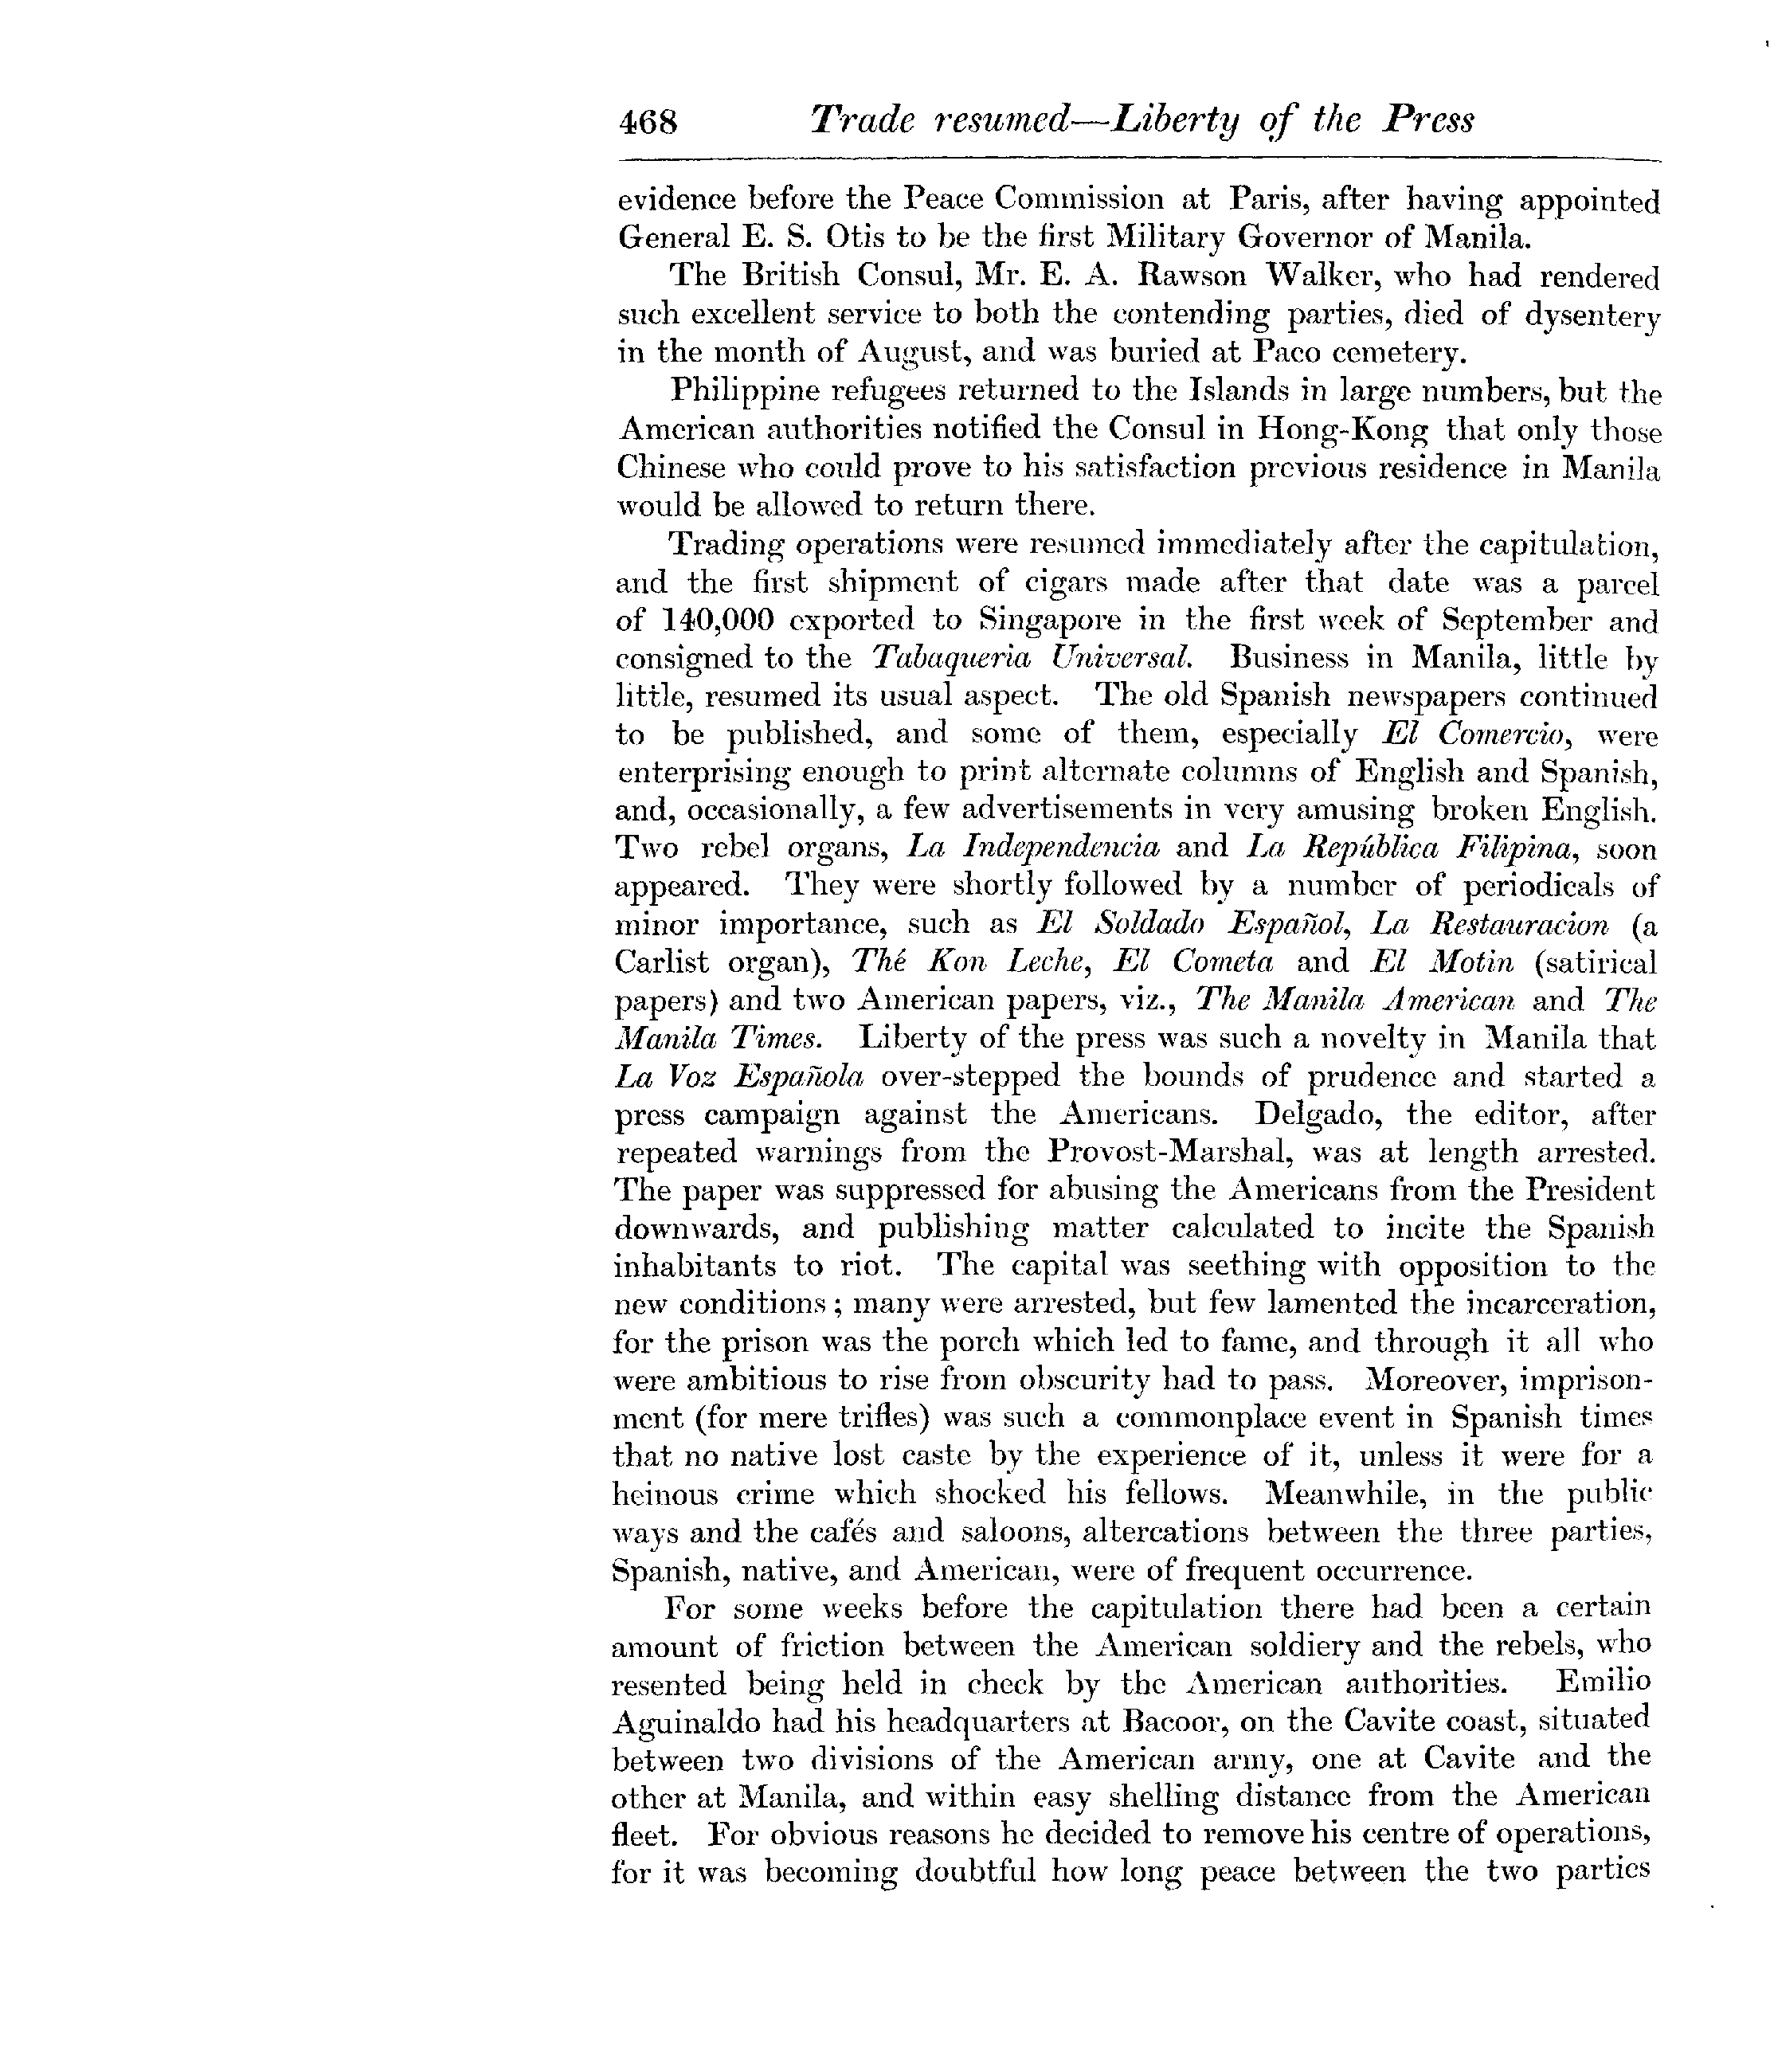 468 Trade resumed—Liberty of the Press
evidence before the Peace Commission at Paris, after having appointed
General E. S. Otis to be the first Military Governor of Manila.
The British Consul, Mr. E. A. Rawson Walker, who had rendered
such excellent service to both the contending parties, died of dysentery
in the month of August, and was buried at Paco cemetery.
Philippine refugees returned to the Islands in large numbers, but the
American authorities notified the Consul in Hong-Kong that only those
Chinese who could prove to his satisfaction previous residence in Manila
would be allowed to return there.
Trading operations were resumed immediately after the capitulation,
and the first shipment of cigars made after that date was a parcel
of 140,000 exported to Singapore in the first week of September and
consigned to the Tabaqueria Universal. Business in Manila, little by
little, resumed its usual aspect. The old Spanish newspapers continued
to be published, and some of them, especially El Comercio, were
enterprising enough to print alternate columns of English and Spanish,
and, occasionally, a few advertisements in very amusing broken English.
Two rebel organs, La Independencia and La República Filipina, soon
appeared. They were shortly followed by a number of periodicals of
minor importance, such as El Soldado Español, La Restauracion (a
Carlist organ), Thé Kon Leche, El Cometa and El Motin (satirical
papers) and two American papers, viz., The Manila American and The
Manila Times. Liberty of the press was such a novelty in Manila that
La Voz Española over-stepped the bounds of prudence and started a
press campaign against the Americans. Delgado, the editor, after
repeated warnings from the Provost-Marshal, was at length arrested.
The paper was suppressed for abusing the Americans from the President
downwards, and publishing matter calculated to incite the Spanish
inhabitants to riot. The capital was seething with opposition to the
new conditions; many were arrested, but few lamented the incarceration,
for the prison was the porch which led to fame, and through it all who
were ambitious to rise from obscurity had to pass. Moreover, imprison-
ment (for mere trifles) was such a commonplace event in Spanish times
that no native lost caste by the experience of it, unless it were for a
heinous crime which shocked his fellows. Meanwhile, in the public
ways and the cafés and saloons, altercations between the three parties,
Spanish, native, and American, were of frequent occurrence.
For some weeks before the capitulation there had been a certain
amount of friction between the American soldiery and the rebels, who
resented being held in check by the American authorities. Emilio
Aguinaldo had his headquarters at Bacoor, on the Cavite coast, situated
between two divisions of the American army, one at Cavite and the
other at Manila, and within easy shelling distance from the American
fleet. For obvious reasons he decided to remove his centre of operations,
for it was becoming doubtful how long peace between the two parties